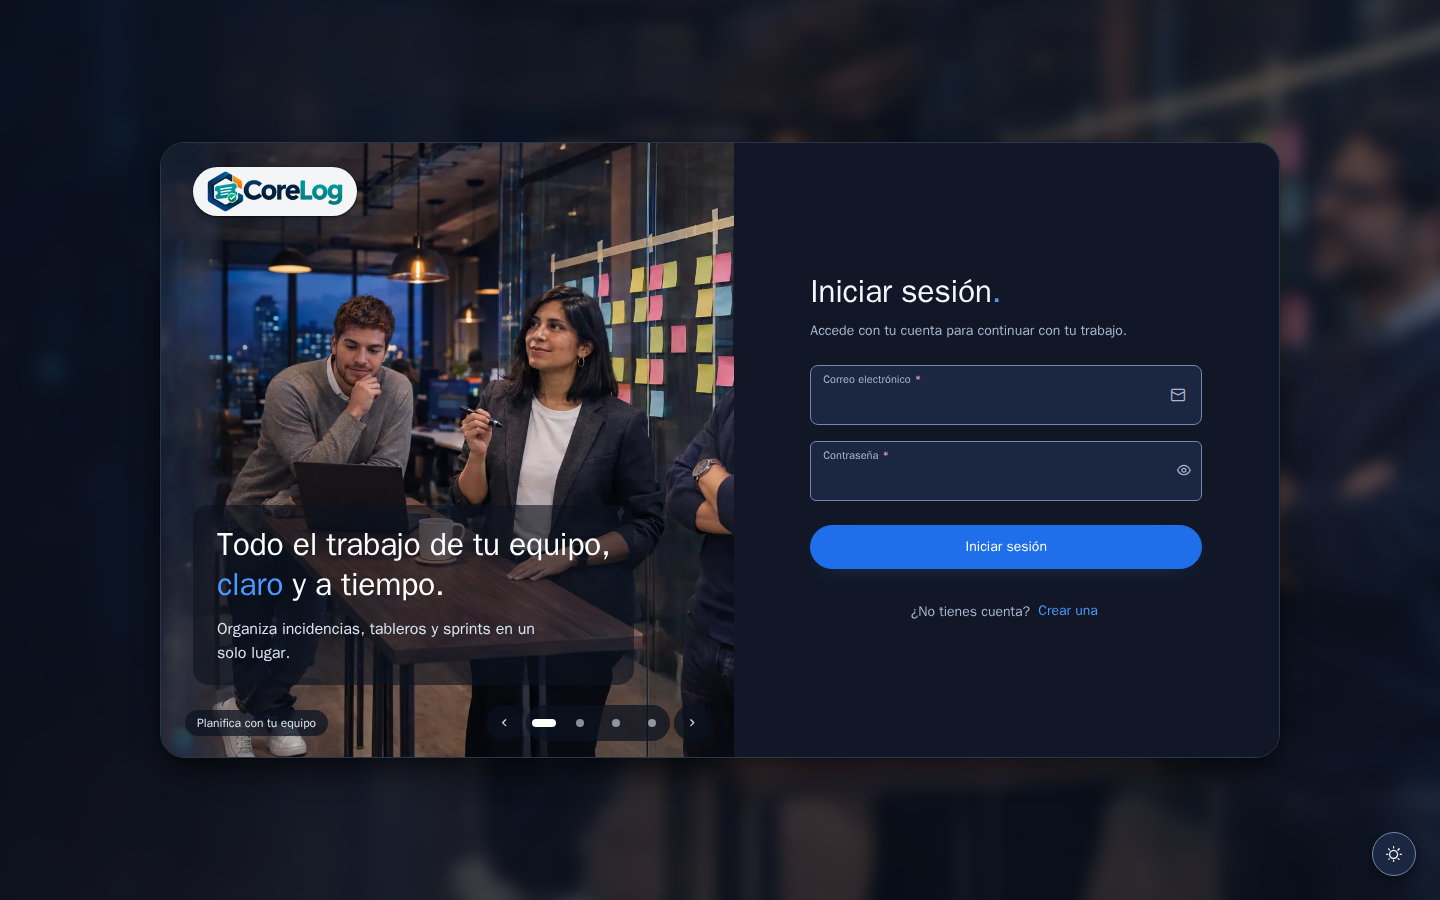 CoreLog
Todo el trabajo de tu equipo,
claro y a tiempo.
Organiza incidencias, tableros y sprints en un
solo lugar.
Planifica con tu equipo
Iniciar sesión.
Accede con tu cuenta para continuar con tu trabajo.
Correo electrónico *
Contraseña *
Iniciar sesión
¿No tienes cuenta? Crear una